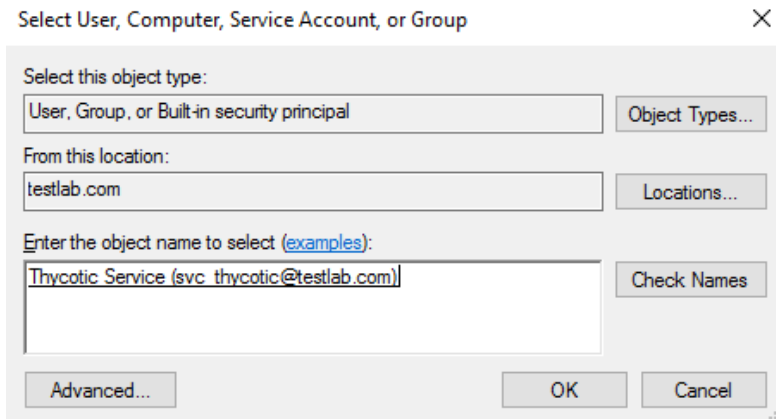 Select User, Computer, Service Account, or Group
Select this object type:
User, Group, or Built-in security principal
Object Types...
From this location:
testlab.com
Locations...
Enter the object name to select (examples):
Thycotic Service (svc_thycotic@testlab.com)
Check Names
Advanced...
OK
Cancel